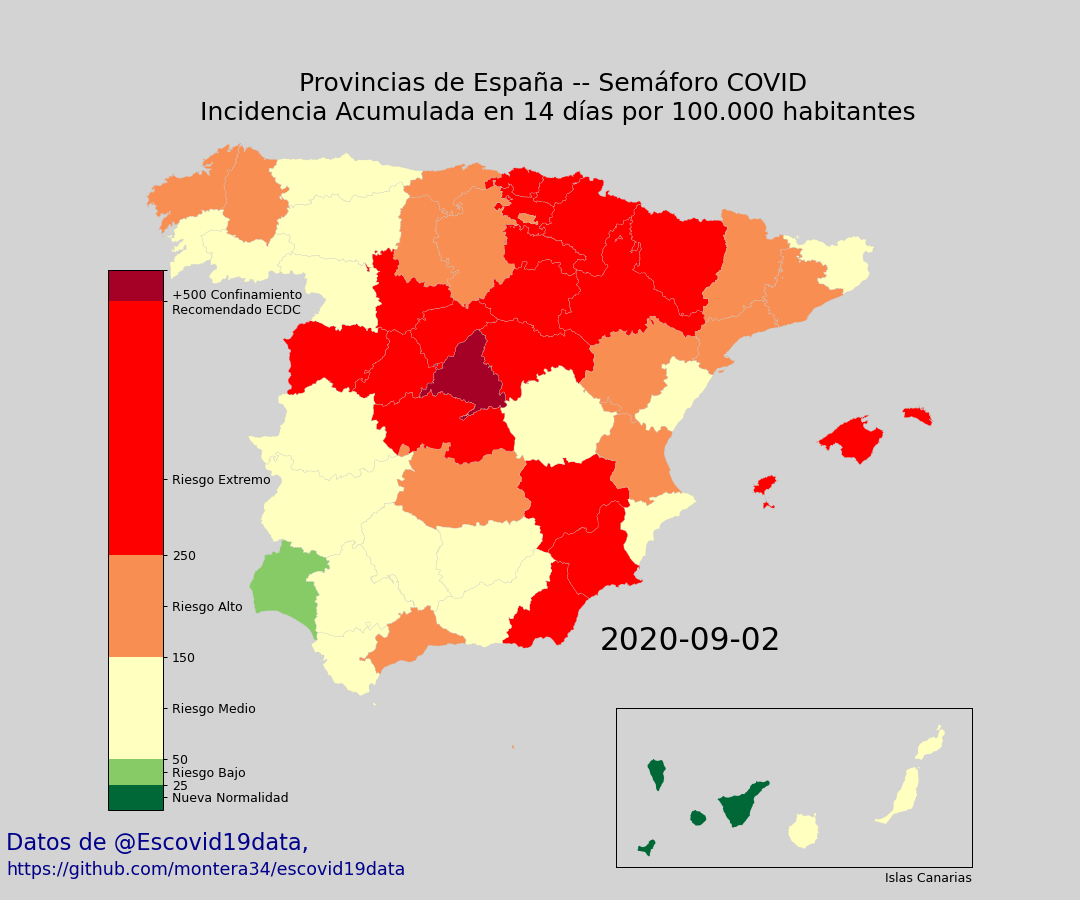 Provincias de España -- Semáforo COVID
Incidencia Acumulada en 14 días por 100.000 habitantes
+500 Confinamiento
Recomendado ECDC
Riesgo Extremo
250
Riesgo Alto
150
Riesgo Medio
50
Riesgo Bajo
25
Nueva Normalidad
2020-09-02
Islas Canarias
Datos de @Escovid19data,
https://github.com/montera34/escovid19data